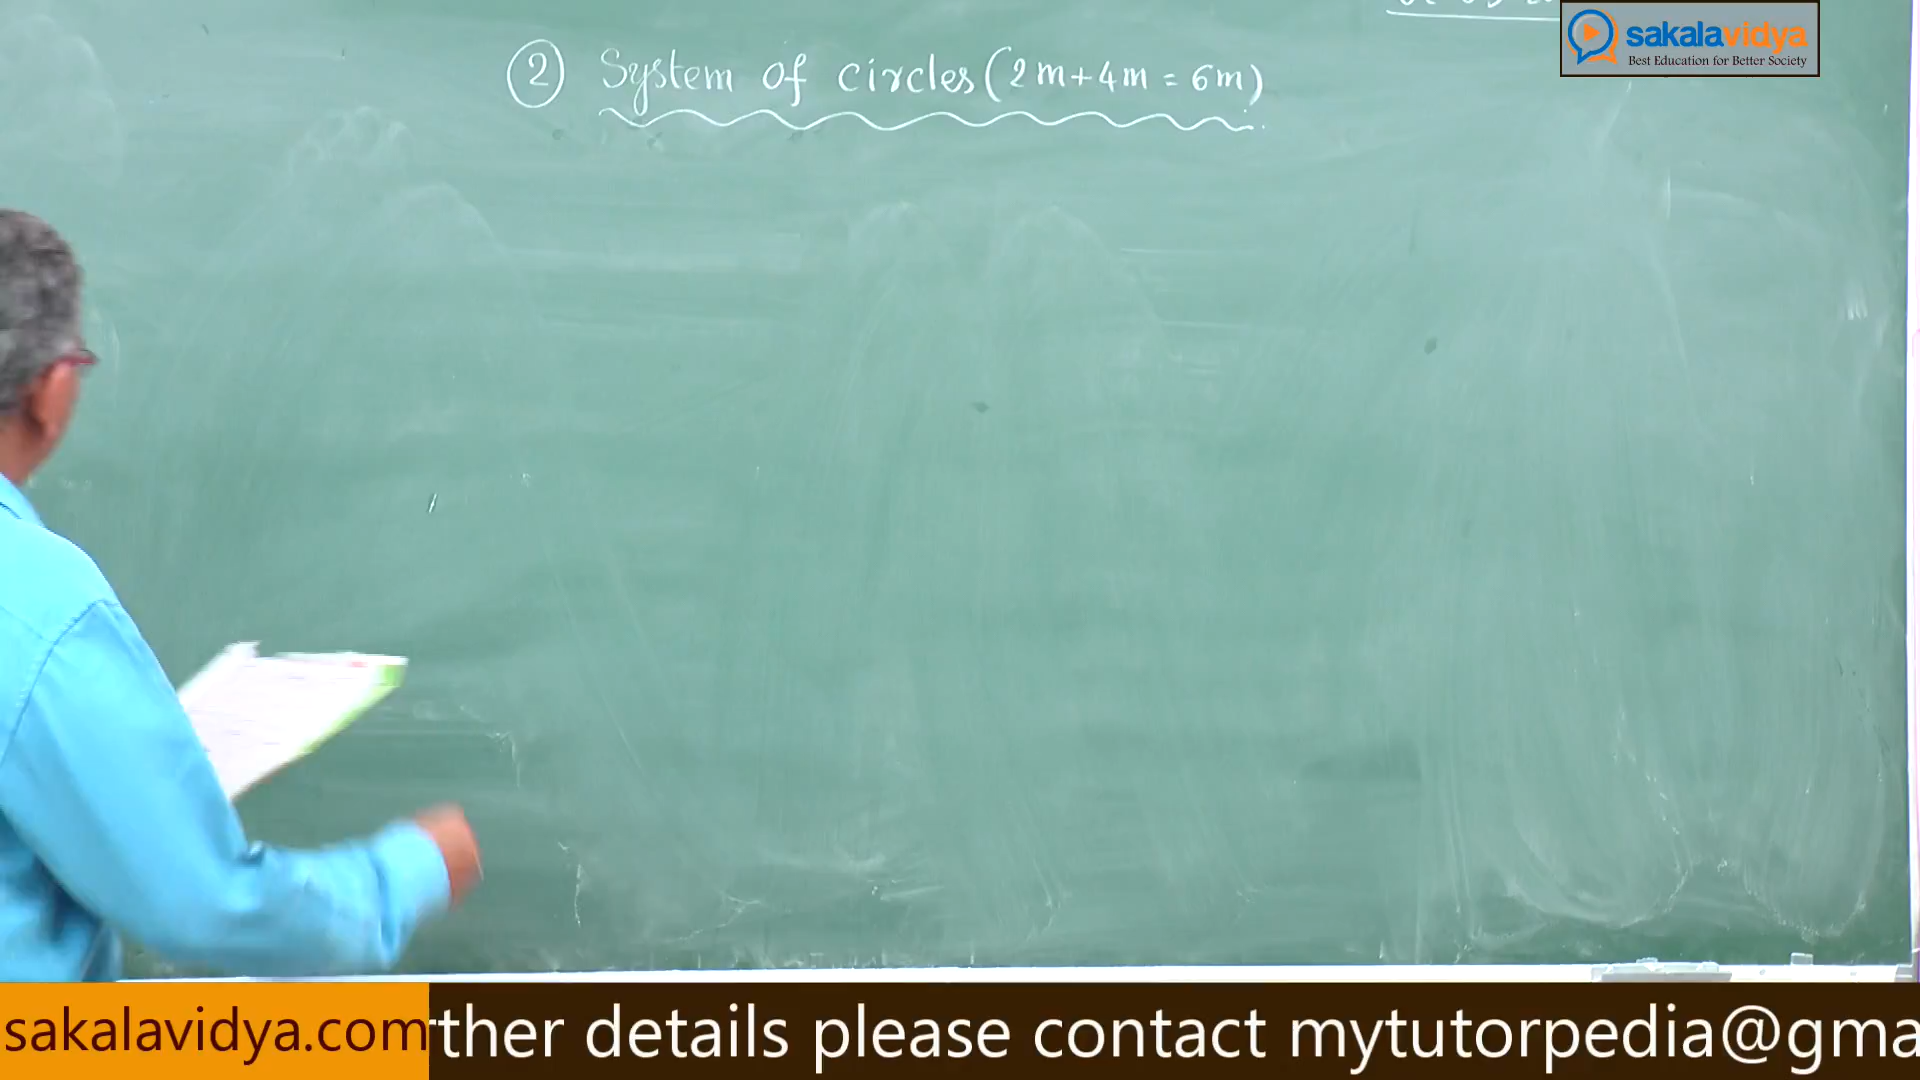 sakalavidya
Best Education for Better Society
② System of circles (2m+4m = 6m)
sakalavidya.com
rther details please contact mytutorpedia@gma